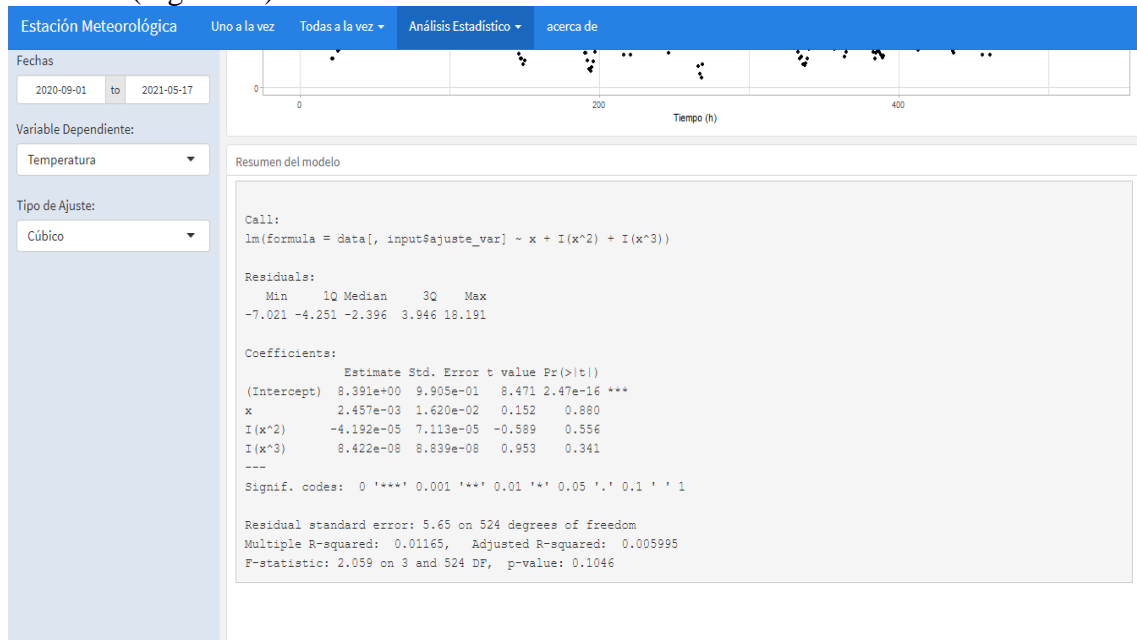 Estación Meteorológica Uno a la vez Todas a la vez Análisis Estadístico acerca de
Fechas
2020-09-01 to 2021-05-17
Variable Dependiente:
Temperatura
Tipo de Ajuste:
Cúbico
0
0 200 400
Tiempo (h)
Resumen del modelo
Call:
lm(formula = data[, input$ajuste_var] ~ x + I(x^2) + I(x^3))
Residuals:
Min 1Q Median 3Q Max
-7.021 -4.251 -2.396 3.946 18.191
Coefficients:
Estimate Std. Error t value Pr(>|t|)
(Intercept) 8.391e+00 9.905e-01 8.471 2.47e-16 ***
x 2.457e-03 1.620e-02 0.152 0.880
I(x^2) -4.192e-05 7.113e-05 -0.589 0.556
I(x^3) 8.422e-08 8.839e-08 0.953 0.341
---
Signif. codes: 0 '***' 0.001 '**' 0.01 '*' 0.05 '.' 0.1 ' ' 1
Residual standard error: 5.65 on 524 degrees of freedom
Multiple R-squared: 0.01165, Adjusted R-squared: 0.005995
F-statistic: 2.059 on 3 and 524 DF, p-value: 0.1046